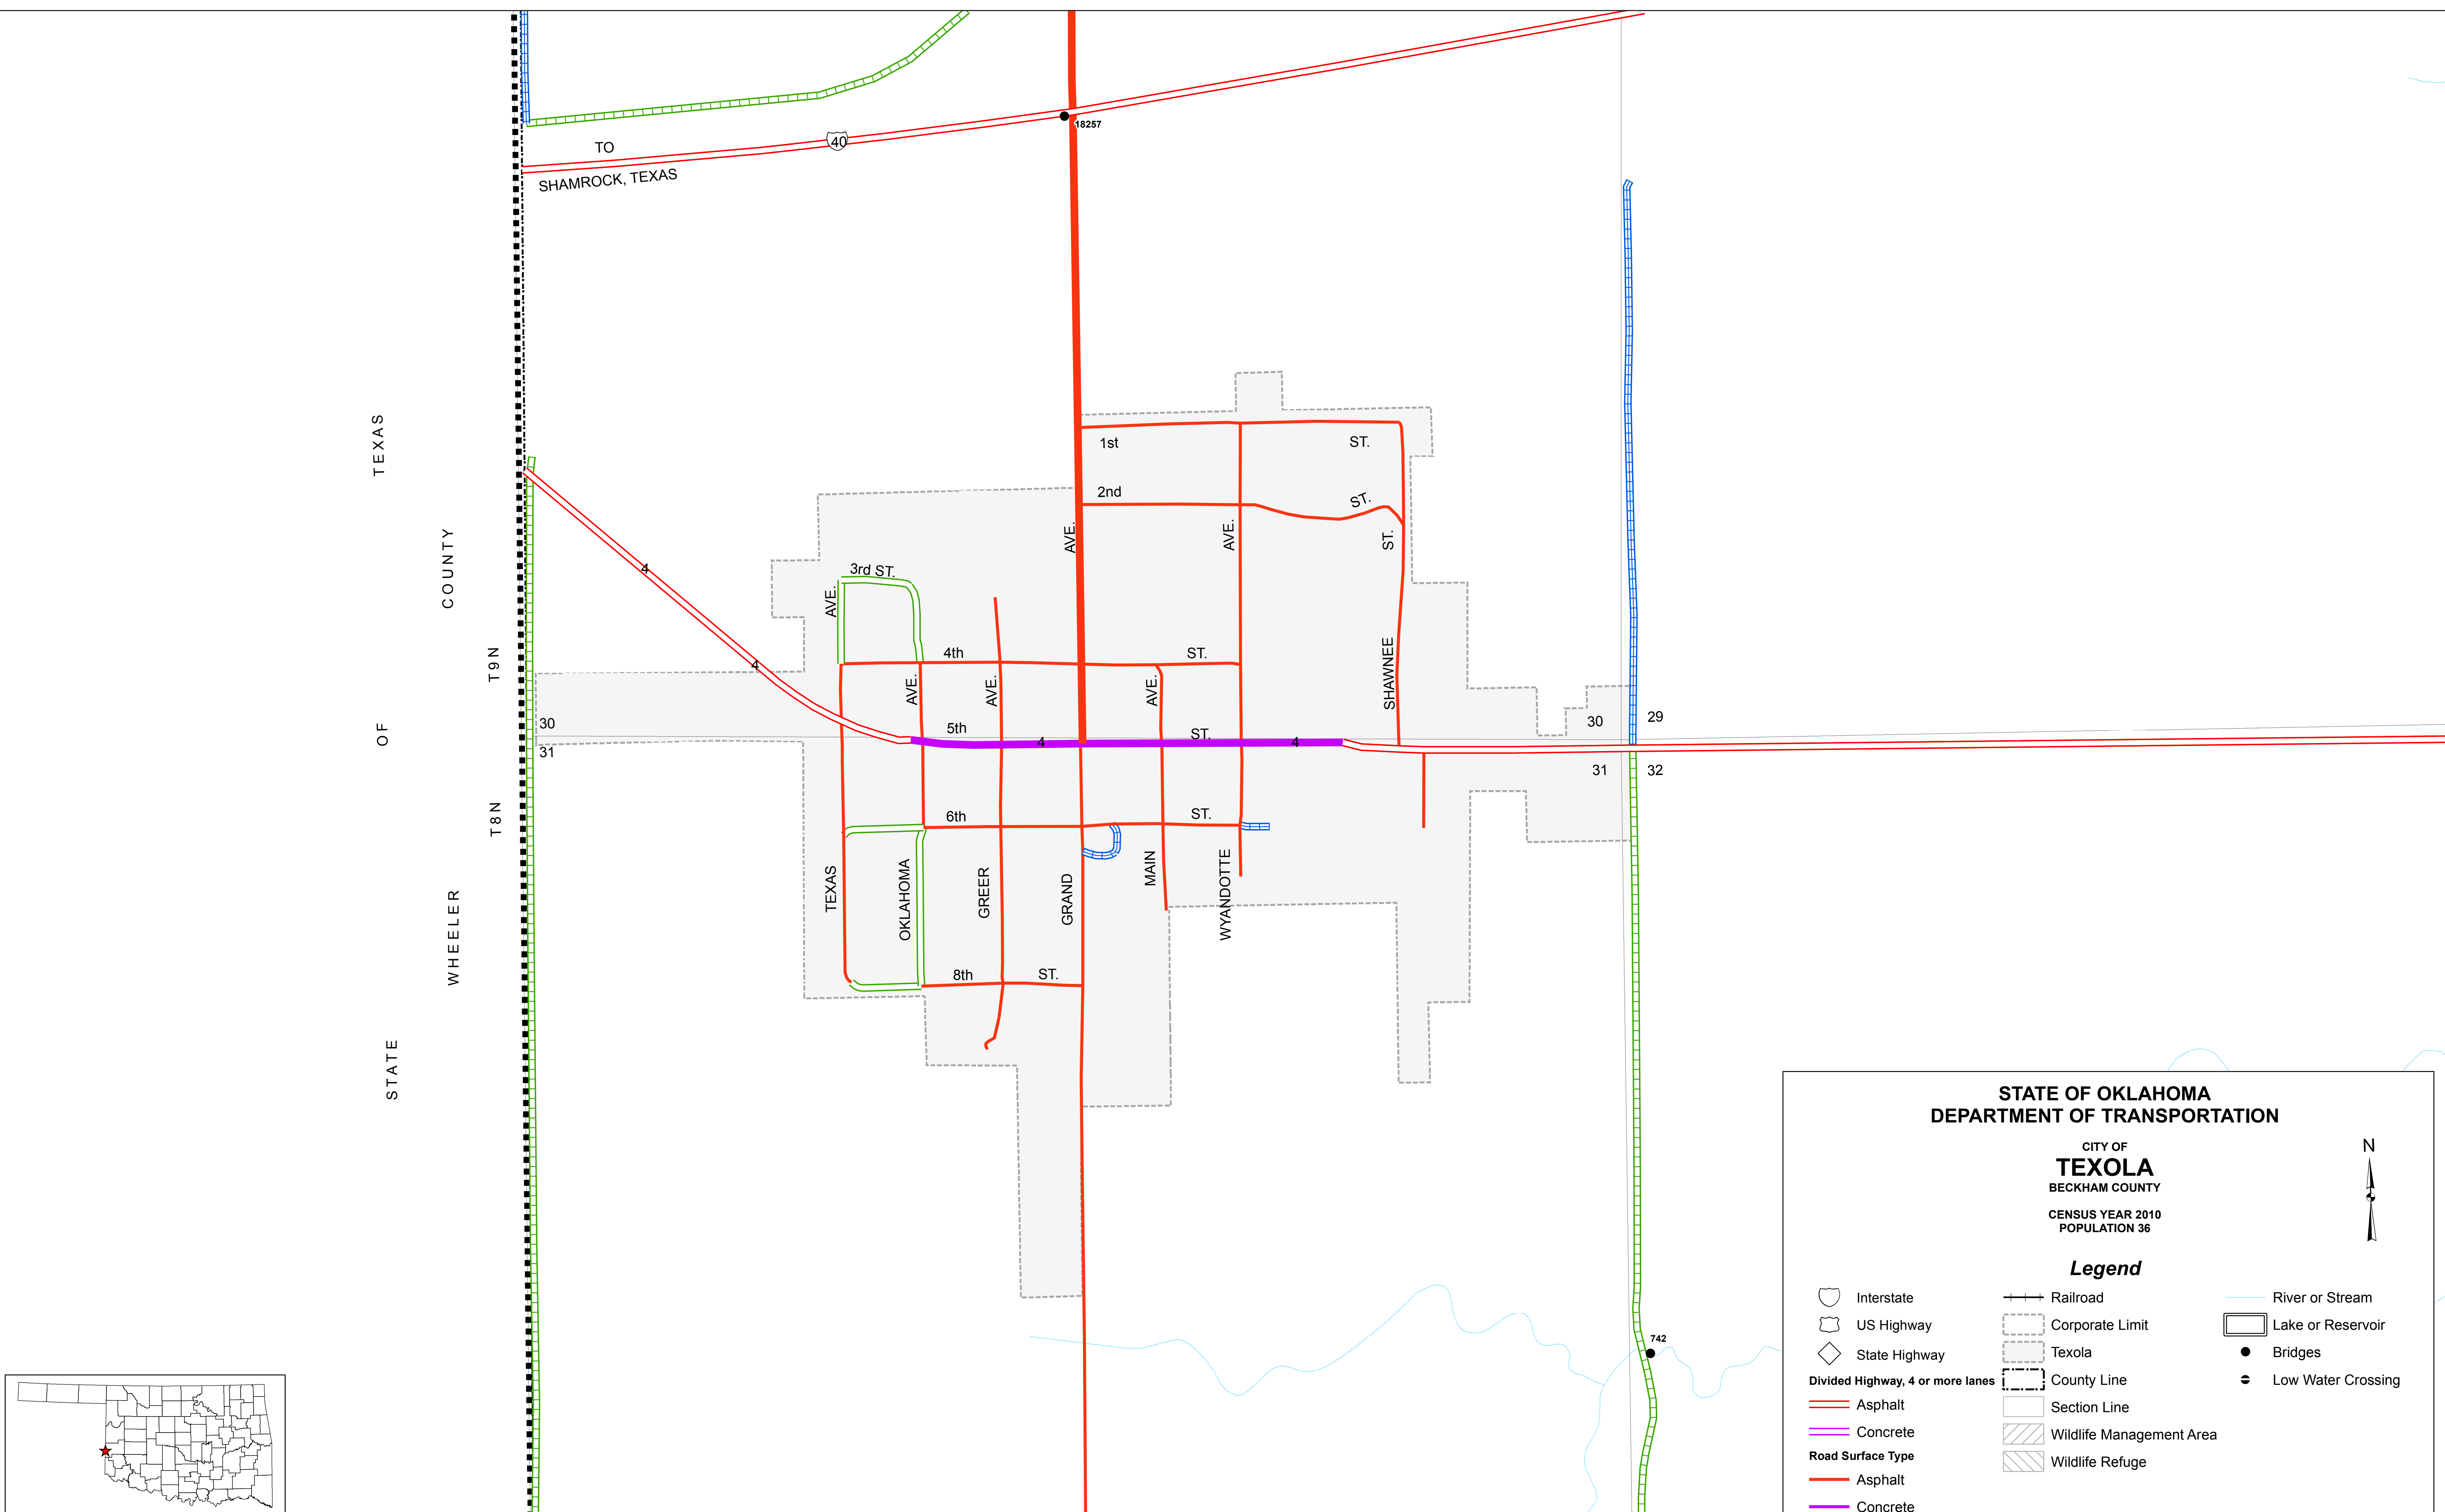 18257
40
TO
SHAMROCK, TEXAS
TEXAS
COUNTY
OF
WHEELER
STATE
T9N
T8N
1st ST.
2nd ST.
AVE.
AVE.
ST.
3rd ST.
AVE.
4
4
4th ST.
AVE.
AVE.
AVE.
SHAWNEE
30
31
5th ST.
4
4
30
29
31
32
6th ST.
TEXAS
OKLAHOMA
GREER
GRAND
MAIN
WYANDOTTE
8th ST.
742
STATE OF OKLAHOMA
DEPARTMENT OF TRANSPORTATION
CITY OF
TEXOLA
BECKHAM COUNTY
CENSUS YEAR 2010
POPULATION 36
N
Legend
Interstate
US Highway
State Highway
Divided Highway, 4 or more lanes
Asphalt
Concrete
Road Surface Type
Asphalt
Concrete
Railroad
Corporate Limit
Texola
County Line
Section Line
Wildlife Management Area
Wildlife Refuge
River or Stream
Lake or Reservoir
Bridges
Low Water Crossing